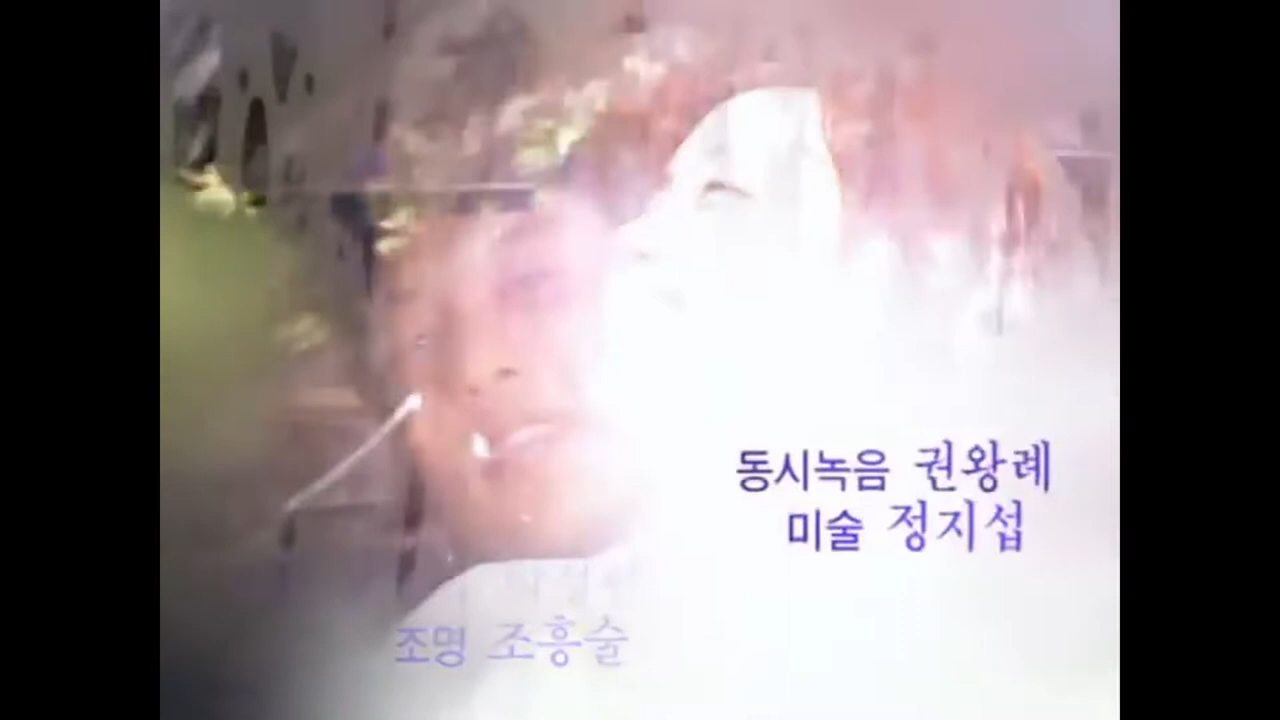 동시녹음 권왕례
미술 정지섭
조명 조흥술